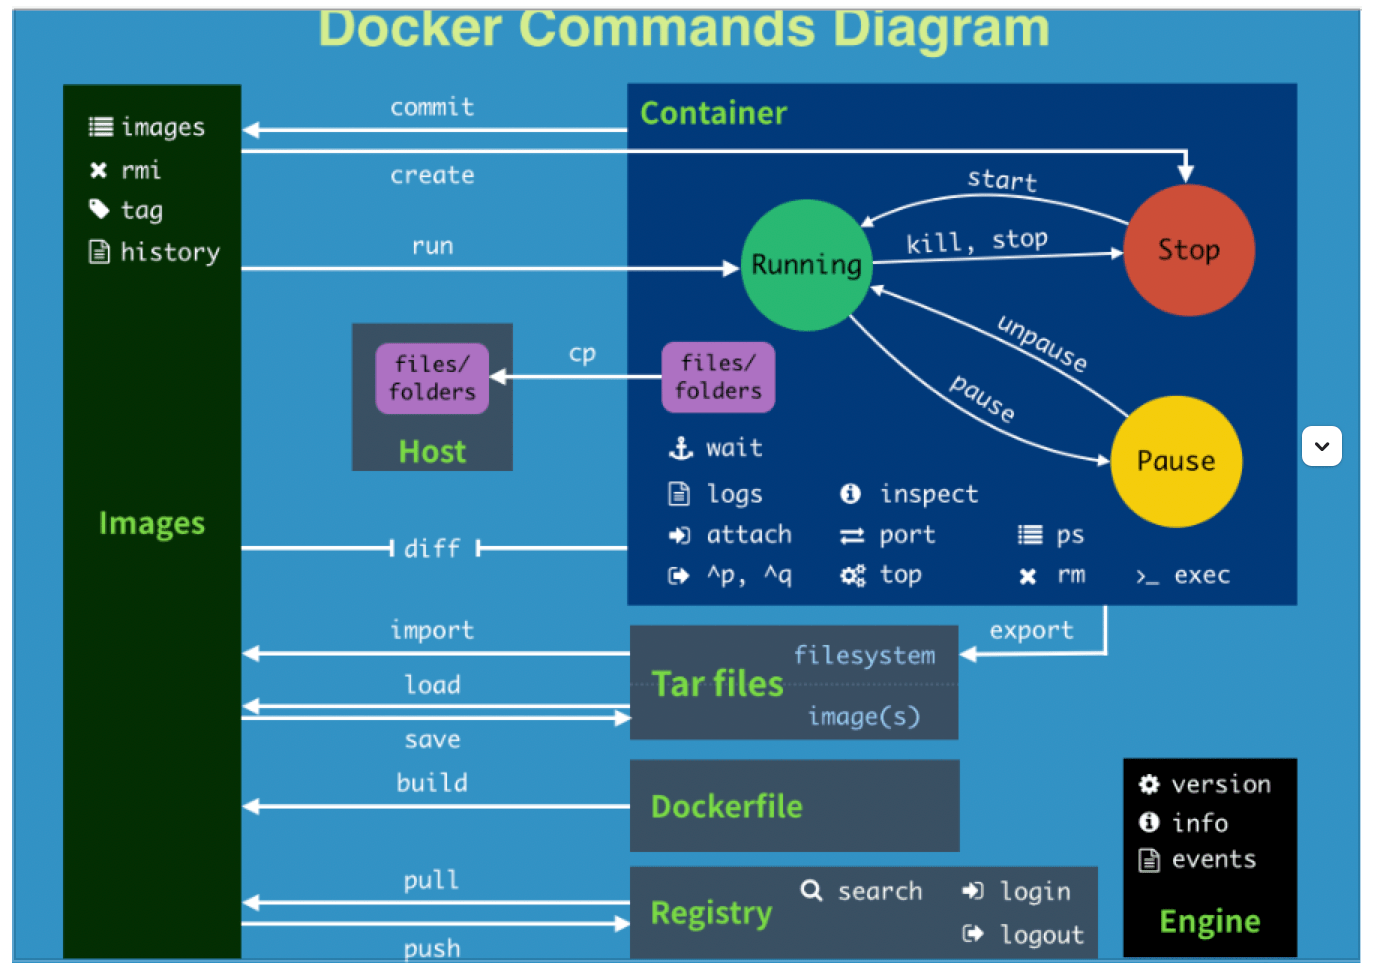 Docker Commands Diagram
images
rmi
tag
history
Images
commit
create
run
Container
start
kill, stop
Running
Stop
unpause
pause
Pause
files/
folders
Host
cp
files/
folders
wait
logs
inspect
attach
port
ps
^p, ^q
top
rm
>_ exec
diff
import
export
filesystem
Tar files
image(s)
load
save
build
Dockerfile
pull
push
Registry
search
login
logout
version
info
events
Engine